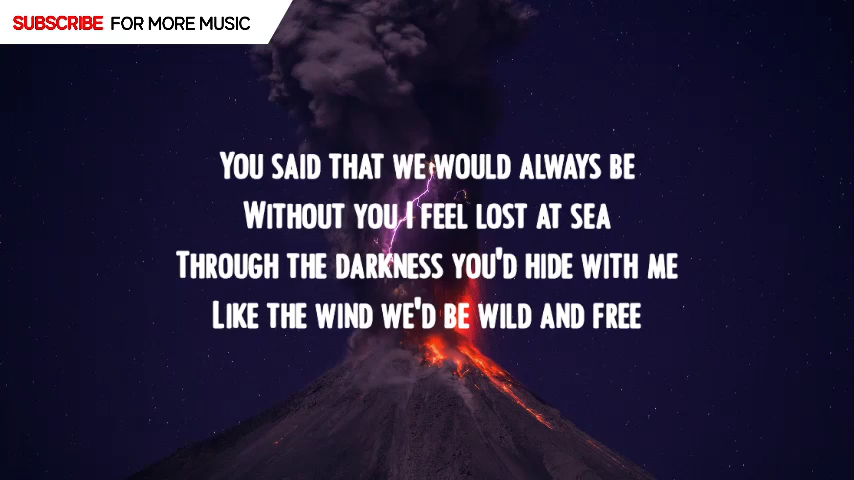 SUBSCRIBE FOR MORE MUSIC
You said that we would always be
Without you I feel lost at sea
Through the darkness you'd hide with me
Like the wind we'd be wild and free